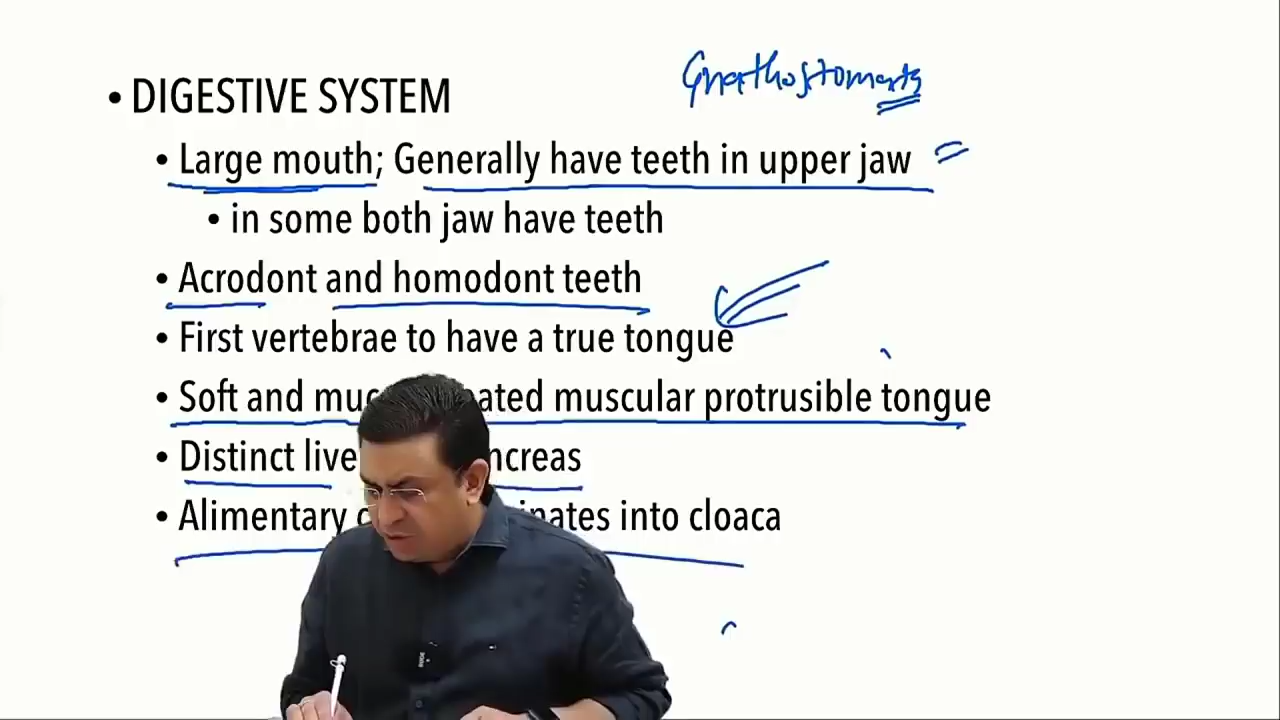 Gnathostomata
• DIGESTIVE SYSTEM
• Large mouth; Generally have teeth in upper jaw
• in some both jaw have teeth
• Acrodont and homodont teeth
• First vertebrae to have a true tongue
• Soft and muc ated muscular protrusible tongue
• Distinct live ncreas
• Alimentary c inates into cloaca